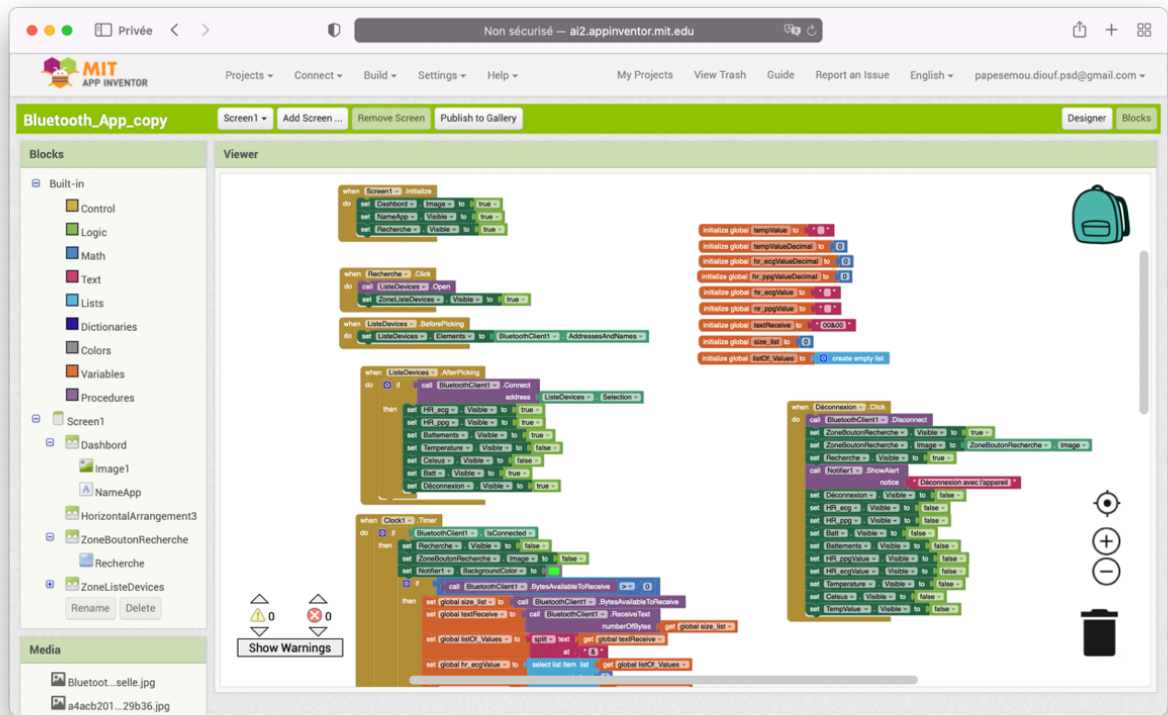 Privée
Non sécurisé — ai2.appinventor.mit.edu
MIT
APP INVENTOR
Projects Connect Build Settings Help My Projects View Trash Guide Report an Issue English papesemou.diouf.psd@gmail.com
Bluetooth_App_copy Screen1 Add Screen ... Remove Screen Publish to Gallery Designer Blocks
Blocks
Built-in
Control
Logic
Math
Text
Lists
Dictionaries
Colors
Variables
Procedures
Screen1
Dashbord
Image1
NameApp
HorizontalArrangement3
ZoneBoutonRecherche
Recherche
ZoneListeDevices
Rename Delete
Media
Bluetoot...selle.jpg
a4acb201...29b36.jpg
Viewer
when Screen1 .Initialize
do set Dashbord . Image to true
set NameApp . Visible to true
set Recherche . Visible to true
when Recherche .Click
do call ListeDevices .Open
set ZoneListeDevices . Visible to true
when ListeDevices .BeforePicking
do set ListeDevices . Elements to BluetoothClient1 . AddressesAndNames
when ListeDevices .AfterPicking
do if call BluetoothClient1 .Connect
address ListeDevices . Selection
then set HR_ecg . Visible to true
set HR_ppg . Visible to true
set Battements . Visible to true
set Temperature . Visible to false
set Celsus . Visible to false
set Batt . Visible to true
set Déconnexion . Visible to true
when Clock1 .Timer
do if BluetoothClient1 . IsConnected
then set Recherche . Visible to false
set ZoneBoutonRecherche . Image to false
set Notifier1 . BackgroundColor to
if call BluetoothClient1 .BytesAvailableToReceive > 0
then set global size_list to call BluetoothClient1 .BytesAvailableToReceive
set global textReceive to call BluetoothClient1 .ReceiveText
numberOfBytes get global size_list
set global listOf_Values to split text get global textReceive
at " & "
set global hr_ecgValue to select list item list get global listOf_Values
initialize global tempValue to " "
initialize global tempValueDecimal to 0
initialize global hr_ecgValueDecimal to 0
initialize global hr_ppgValueDecimal to 0
initialize global hr_ecgValue to " "
initialize global hr_ppgValue to " "
initialize global textReceive to " 00&00 "
initialize global size_list to 0
initialize global listOf_Values to create empty list
when Déconnexion .Click
do call BluetoothClient1 .Disconnect
set ZoneBoutonRecherche . Visible to true
set ZoneBoutonRecherche . Image to ZoneBoutonRecherche . Image
set Recherche . Visible to true
call Notifier1 .ShowAlert
notice " Déconnexion avec l'appareil "
set Déconnexion . Visible to false
set HR_ecg . Visible to false
set HR_ppg . Visible to false
set Batt . Visible to false
set Battements . Visible to false
set HR_ppgValue . Visible to false
set HR_ecgValue . Visible to false
set Temperature . Visible to false
set Celsus . Visible to false
set TempValue . Visible to false
0 0
Show Warnings